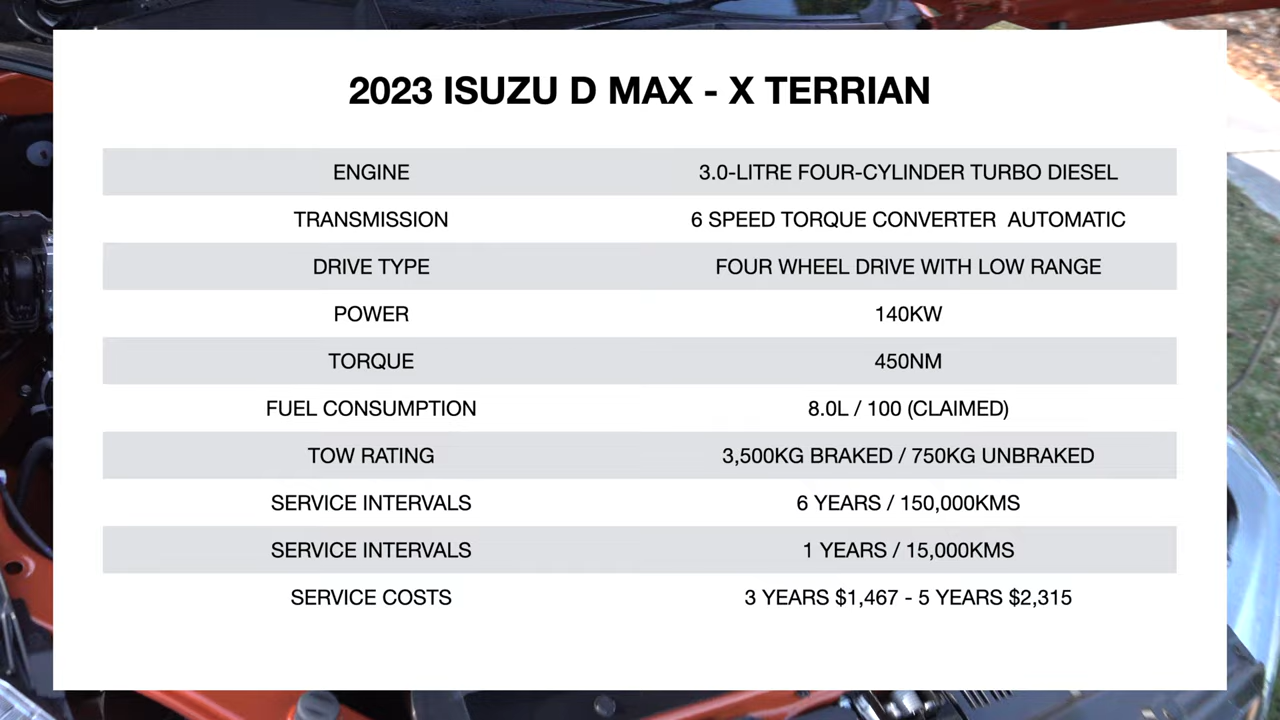 2023 ISUZU D MAX - X TERRIAN
ENGINE 3.0-LITRE FOUR-CYLINDER TURBO DIESEL
TRANSMISSION 6 SPEED TORQUE CONVERTER AUTOMATIC
DRIVE TYPE FOUR WHEEL DRIVE WITH LOW RANGE
POWER 140KW
TORQUE 450NM
FUEL CONSUMPTION 8.0L / 100 (CLAIMED)
TOW RATING 3,500KG BRAKED / 750KG UNBRAKED
SERVICE INTERVALS 6 YEARS / 150,000KMS
SERVICE INTERVALS 1 YEARS / 15,000KMS
SERVICE COSTS 3 YEARS $1,467 - 5 YEARS $2,315